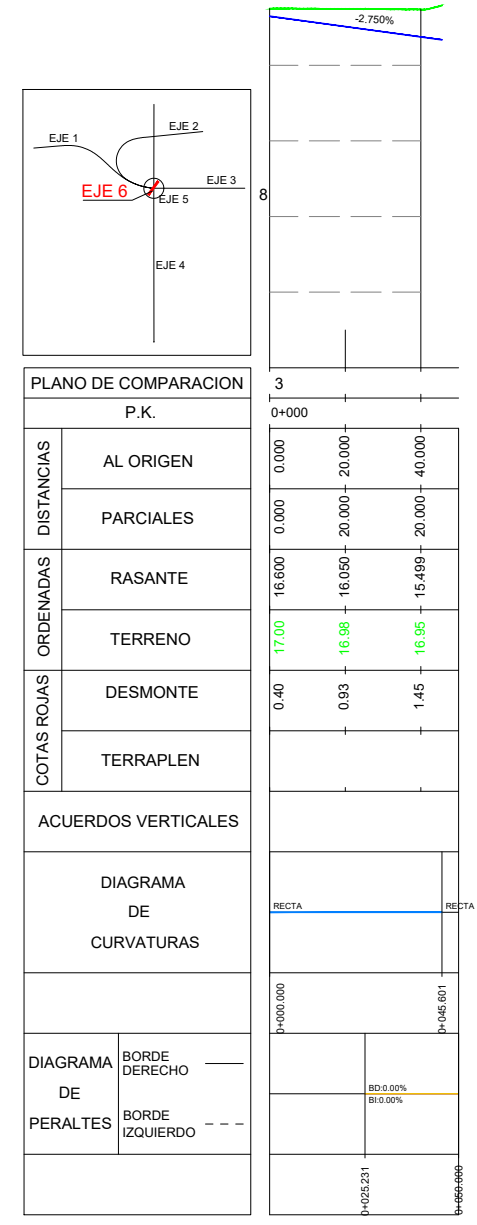 -2.750%
EJE 1
EJE 2
EJE 3
EJE 6
EJE 5
EJE 4
8
PLANO DE COMPARACION
3
P.K.
0+000
DISTANCIAS
AL ORIGEN
0.000
20.000
40.000
PARCIALES
0.000
20.000
20.000
ORDENADAS
RASANTE
16.600
16.050
15.499
TERRENO
17.00
16.98
16.95
COTAS ROJAS
DESMONTE
0.40
0.93
1.45
TERRAPLEN
ACUERDOS VERTICALES
DIAGRAMA
DE
CURVATURAS
RECTA
RECTA
0+000.000
0+045.601
DIAGRAMA
DE
PERALTES
BORDE
DERECHO
BORDE
IZQUIERDO
BD:0.00%
BI:0.00%
0+025.231
0+050.000